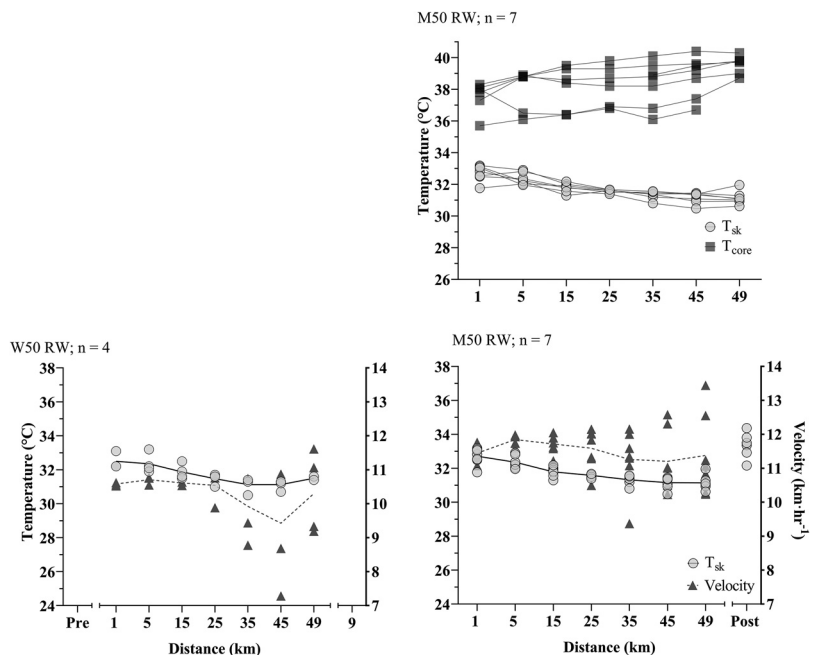 M50 RW; n = 7
Temperature (°C)
40
38
36
34
32
30
28
26
T_sk
T_core
1 5 15 25 35 45 49
W50 RW; n = 4
Temperature (°C)
38
36
34
32
30
28
26
24
14
13
12
11
10
9
8
7
Pre 1 5 15 25 35 45 49 9
Distance (km)
M50 RW; n = 7
38
36
34
32
30
28
26
24
14
13
12
11
10
9
8
7
Velocity (km·hr⁻¹)
T_sk
Velocity
1 5 15 25 35 45 49 Post
Distance (km)